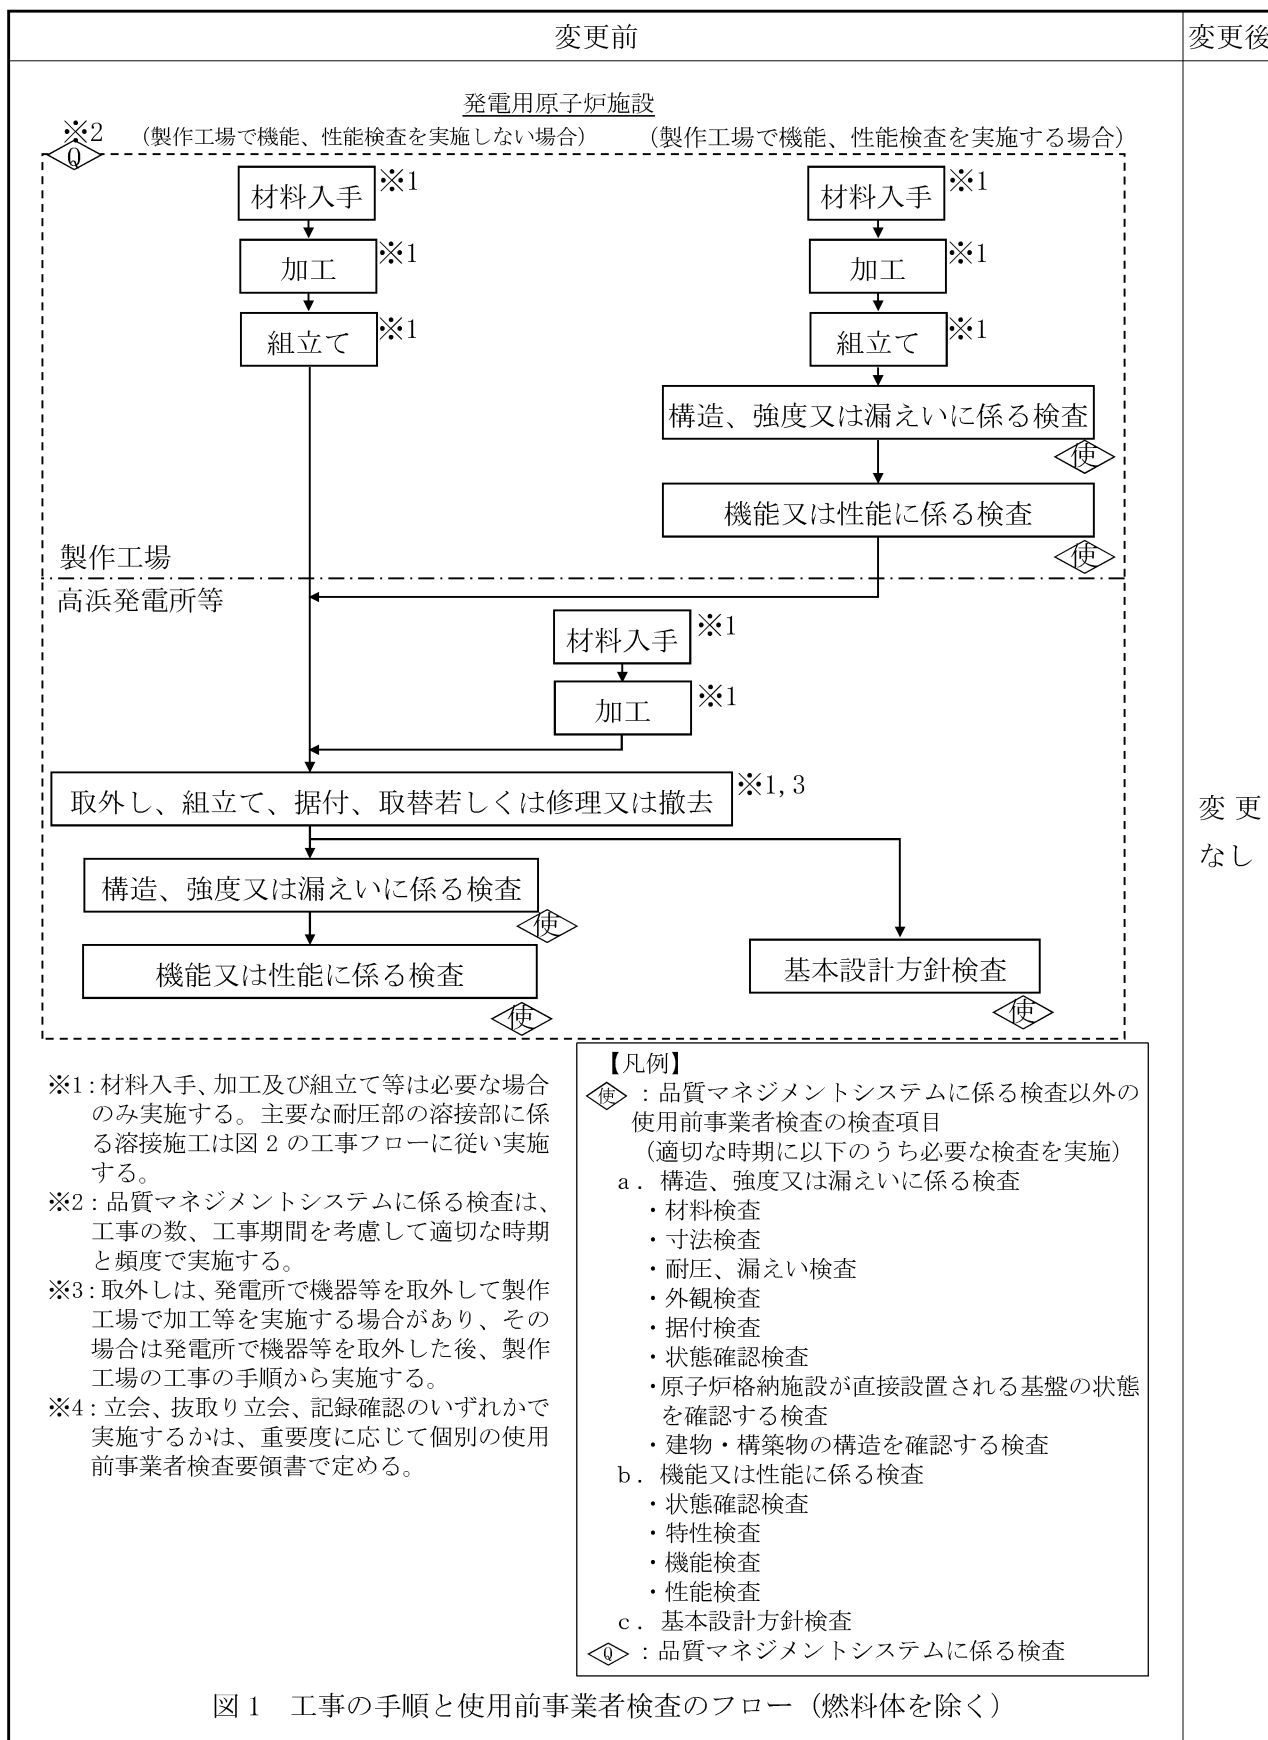 変更前
変更後
発電用原子炉施設
※2
(製作工場で機能、性能検査を実施しない場合)
(製作工場で機能、性能検査を実施する場合)
Q
材料入手
※1
材料入手
※1
加工
※1
加工
※1
組立て
※1
組立て
※1
構造、強度又は漏えいに係る検査
使
機能又は性能に係る検査
使
製作工場
高浜発電所等
材料入手
※1
加工
※1
取外し、組立て、据付、取替若しくは修理又は撤去
※1,3
構造、強度又は漏えいに係る検査
使
機能又は性能に係る検査
使
基本設計方針検査
使
変更
なし
※1:材料入手、加工及び組立て等は必要な場合
のみ実施する。主要な耐圧部の溶接部に係
る溶接施工は図2の工事フローに従い実施
する。
※2:品質マネジメントシステムに係る検査は、
工事の数、工事期間を考慮して適切な時期
と頻度で実施する。
※3:取外しは、発電所で機器等を取外して製作
工場で加工等を実施する場合があり、その
場合は発電所で機器等を取外した後、製作
工場の工事の手順から実施する。
※4:立会、抜取り立会、記録確認のいずれかで
実施するかは、重要度に応じて個別の使用
前事業者検査要領書で定める。
【凡例】
使:品質マネジメントシステムに係る検査以外の
使用前事業者検査の検査項目
(適切な時期に以下のうち必要な検査を実施)
a.構造、強度又は漏えいに係る検査
・材料検査
・寸法検査
・耐圧、漏えい検査
・外観検査
・据付検査
・状態確認検査
・原子炉格納施設が直接設置される基盤の状態
を確認する検査
・建物・構築物の構造を確認する検査
b.機能又は性能に係る検査
・状態確認検査
・特性検査
・機能検査
・性能検査
c.基本設計方針検査
Q:品質マネジメントシステムに係る検査
図1 工事の手順と使用前事業者検査のフロー(燃料体を除く)